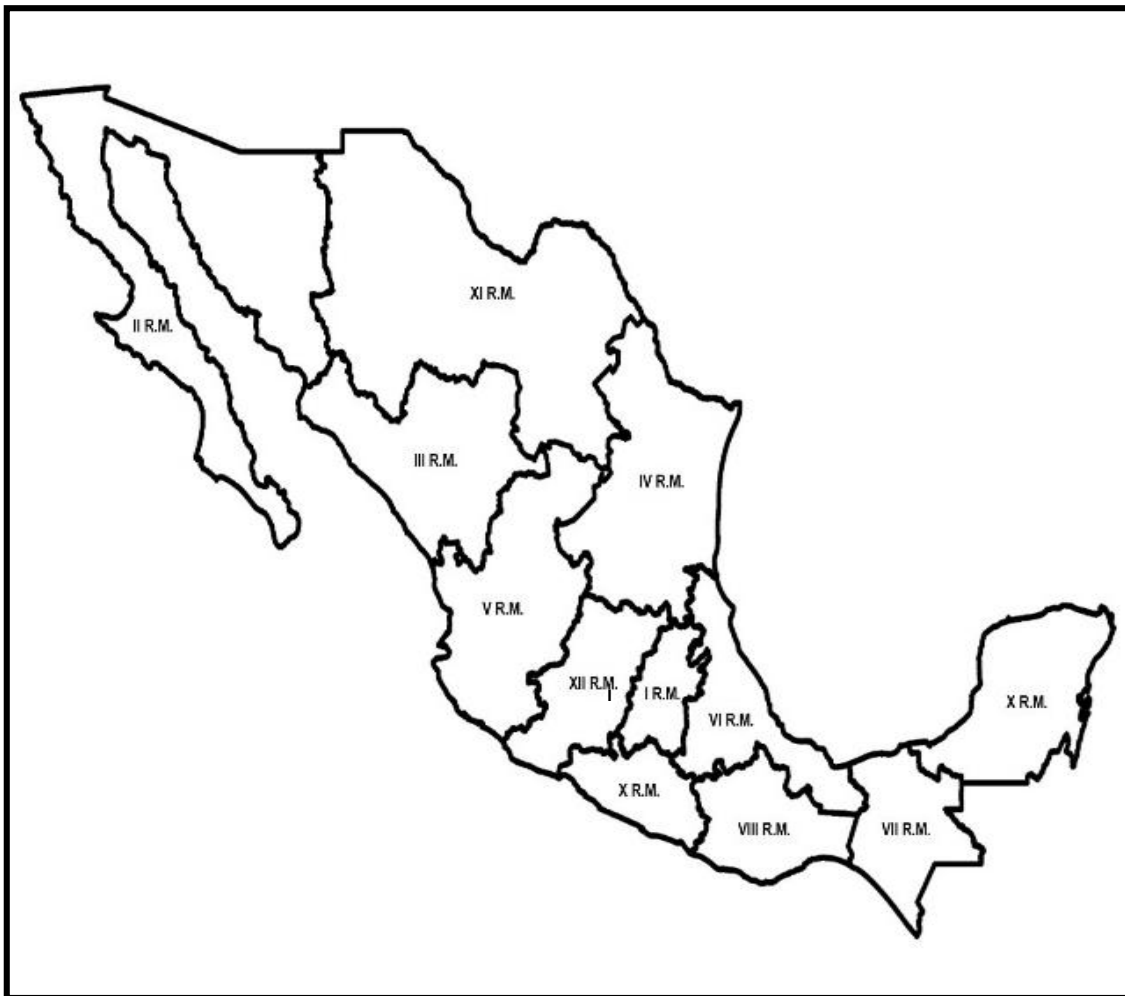 XI R.M.
II R.M.
III R.M.
IV R.M.
V R.M.
XII R.M.
I R.M.
X R.M.
VI R.M.
X R.M.
VIII R.M.
VII R.M.